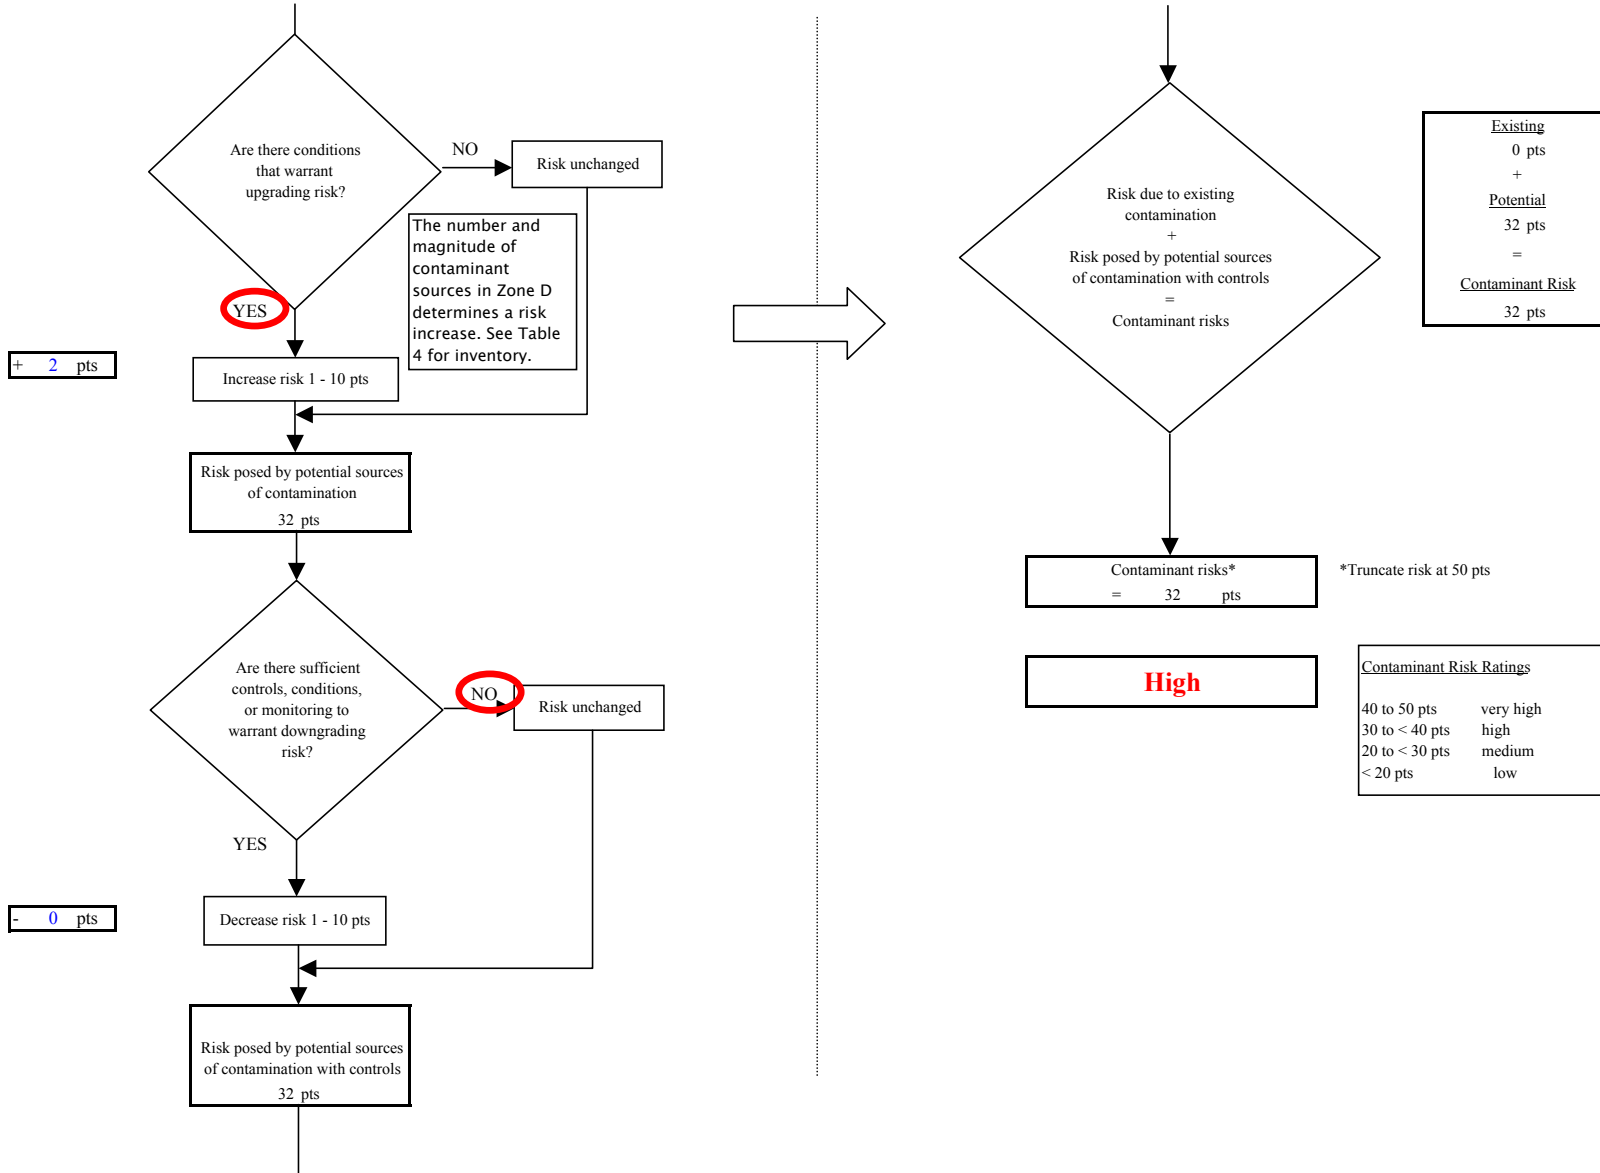 Are there conditions
that warrant
upgrading risk?
NO
Risk unchanged
The number and
magnitude of
contaminant
sources in Zone D
determines a risk
increase. See Table
4 for inventory.
YES
+ 2 pts
Increase risk 1 - 10 pts
Risk posed by potential sources
of contamination
32 pts
Are there sufficient
controls, conditions,
or monitoring to
warrant downgrading
risk?
NO
Risk unchanged
YES
- 0 pts
Decrease risk 1 - 10 pts
Risk posed by potential sources
of contamination with controls
32 pts
Risk due to existing
contamination
+
Risk posed by potential sources
of contamination with controls
=
Contaminant risks
Existing
0 pts
+
Potential
32 pts
=
Contaminant Risk
32 pts
Contaminant risks*
= 32 pts
*Truncate risk at 50 pts
High
Contaminant Risk Ratings
40 to 50 pts very high
30 to < 40 pts high
20 to < 30 pts medium
< 20 pts low